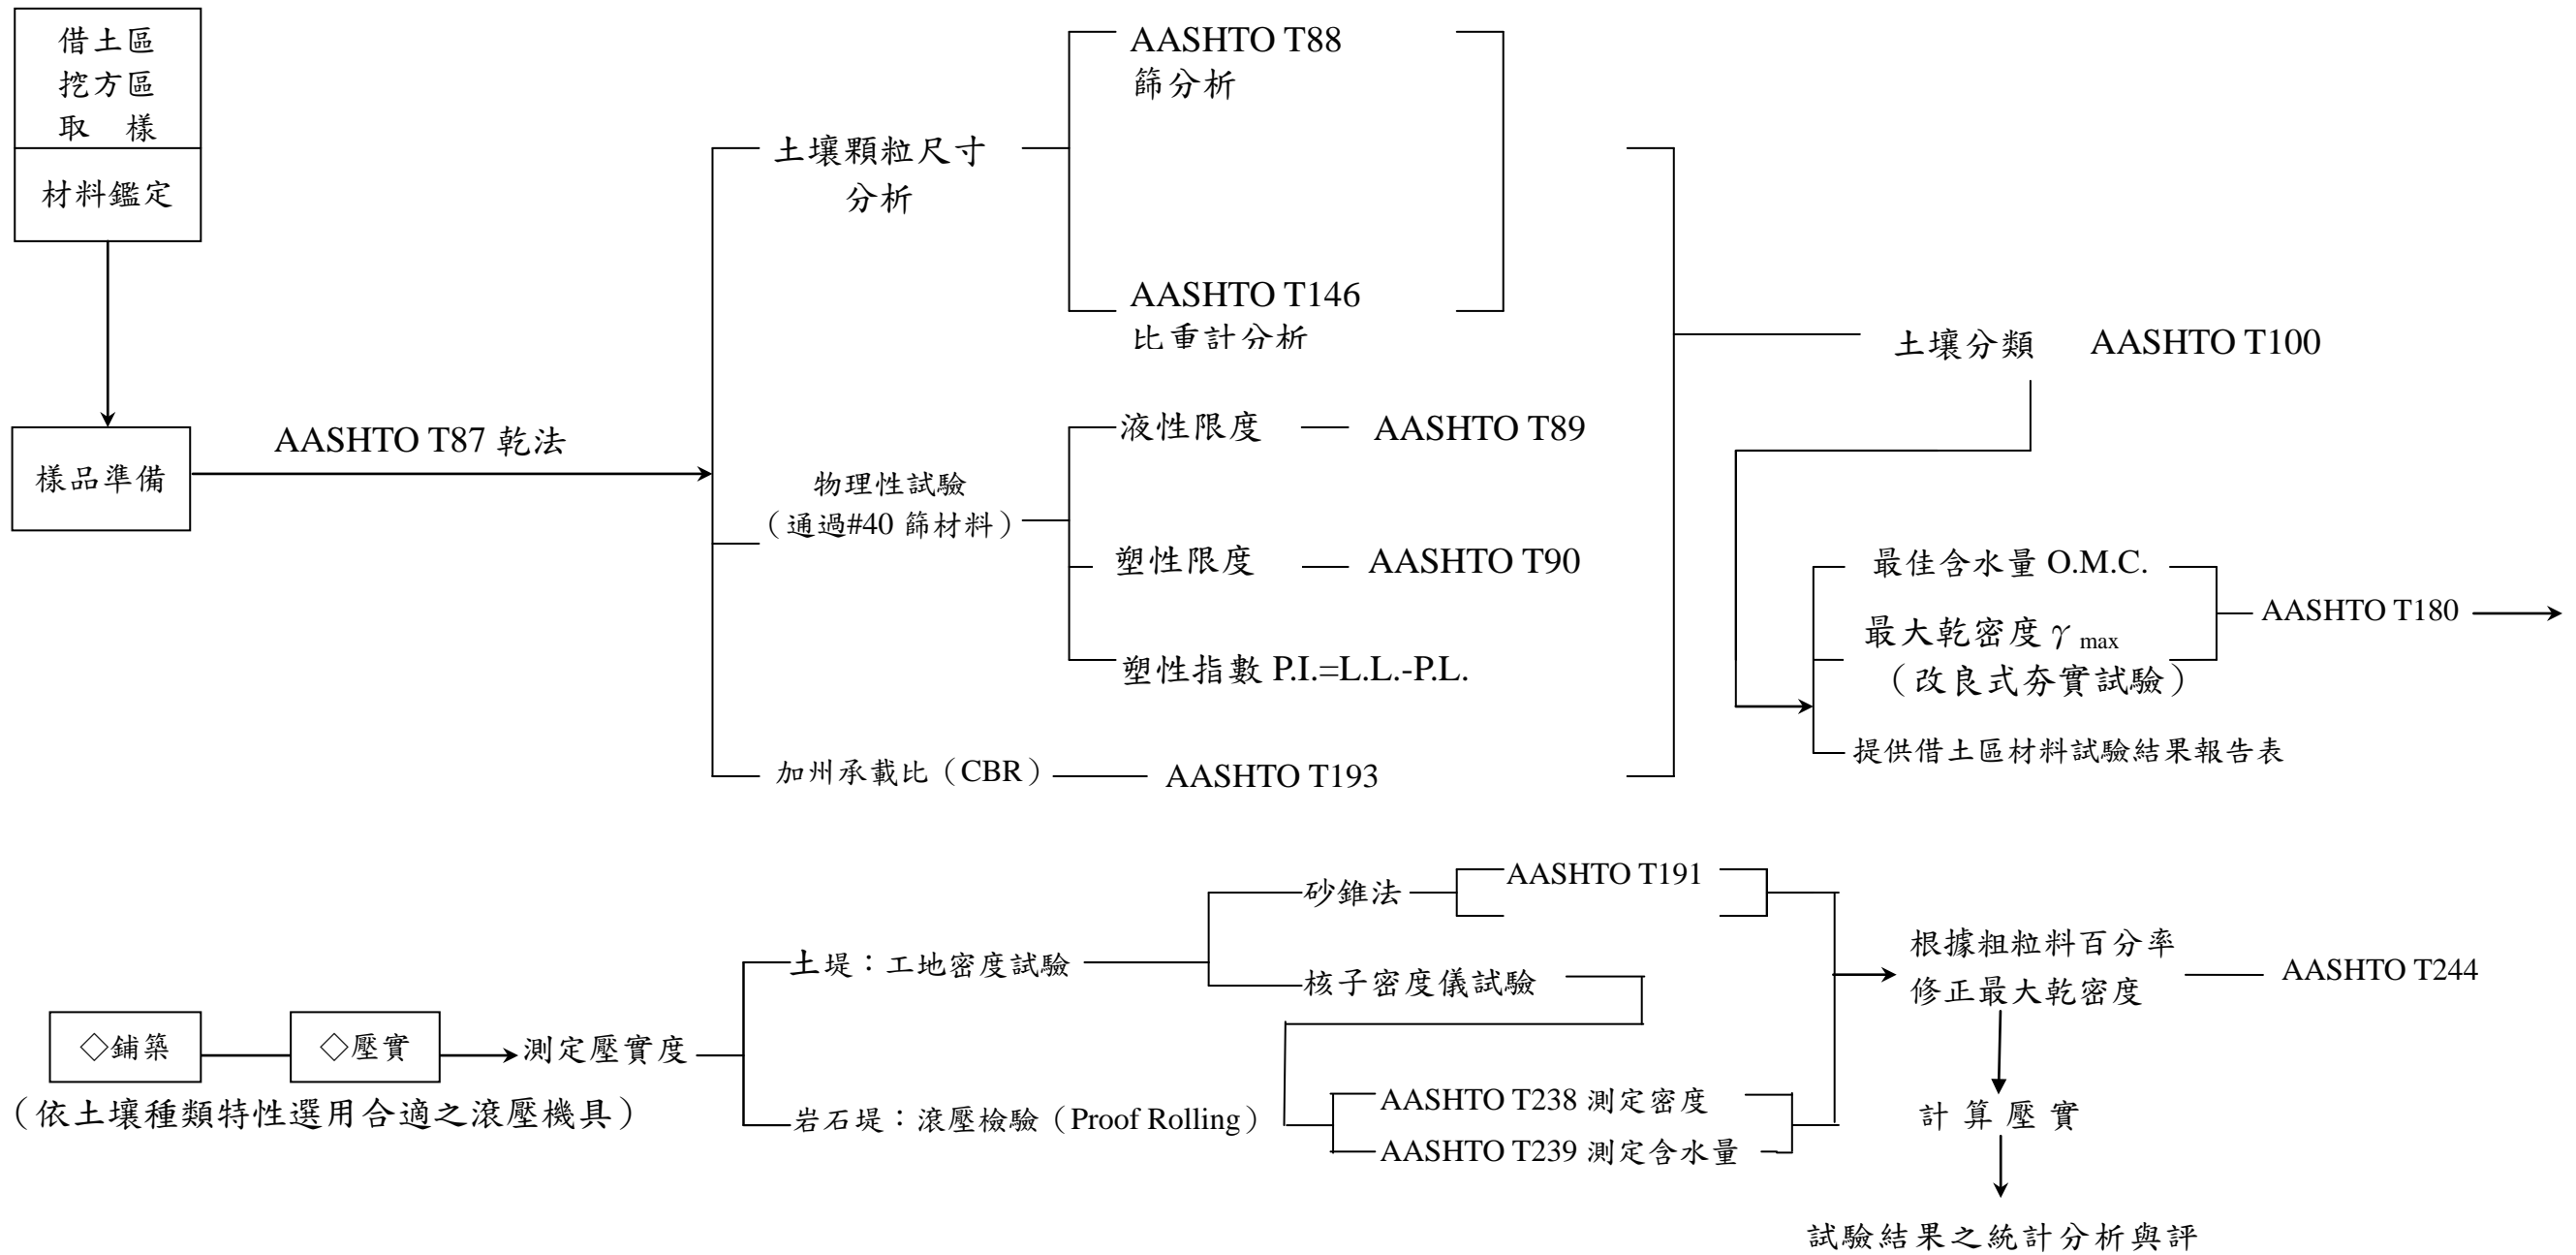 借土區
挖方區
取 樣
材料鑑定
樣品準備
AASHTO T87 乾法
土壤顆粒尺寸
分析
AASHTO T88
篩分析
AASHTO T146
比重計分析
物理性試驗
（通過#40 篩材料）
液性限度
AASHTO T89
塑性限度
AASHTO T90
塑性指數 P.I.=L.L.-P.L.
加州承載比（CBR）
AASHTO T193
土壤分類 AASHTO T100
最佳含水量 O.M.C.
最大乾密度 γ max
（改良式夯實試驗）
AASHTO T180
提供借土區材料試驗結果報告表
◇鋪築
◇壓實
（依土壤種類特性選用合適之滾壓機具）
測定壓實度
土堤：工地密度試驗
岩石堤：滾壓檢驗（Proof Rolling）
砂錐法
AASHTO T191
核子密度儀試驗
AASHTO T238 測定密度
AASHTO T239 測定含水量
根據粗粒料百分率
修正最大乾密度
AASHTO T244
計 算 壓 實
試驗結果之統計分析與評